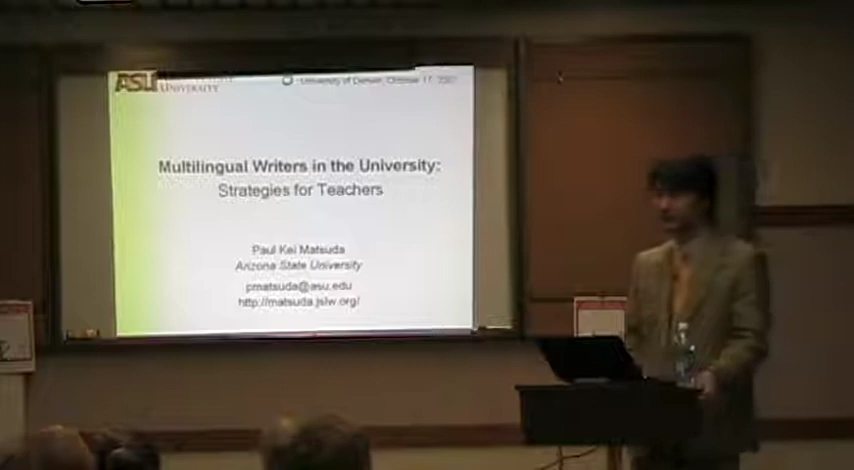 ASU
UNIVERSITY
University of Denver, October 17,
Multilingual Writers in the University:
Strategies for Teachers
Paul Kei Matsuda
Arizona State University
pmatsuda@asu.edu
http://matsuda.jslw.org/